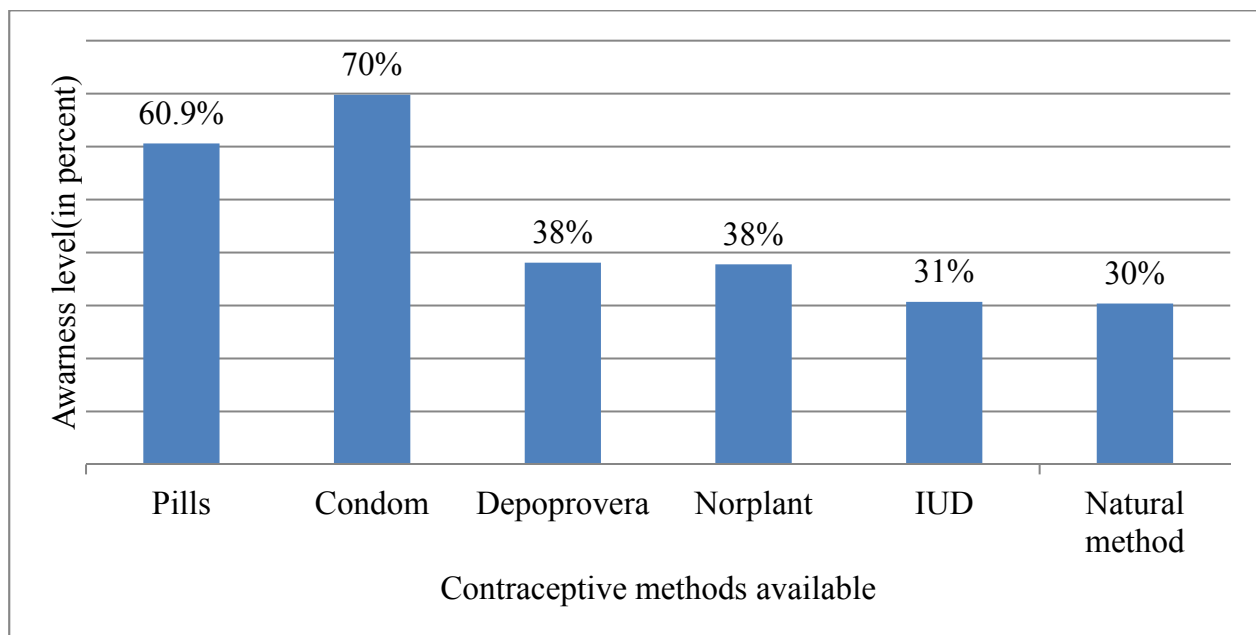 Awarness level(in percent)
60.9%
70%
38%
38%
31%
30%
Pills
Condom
Depoprovera
Norplant
IUD
Natural
method
Contraceptive methods available